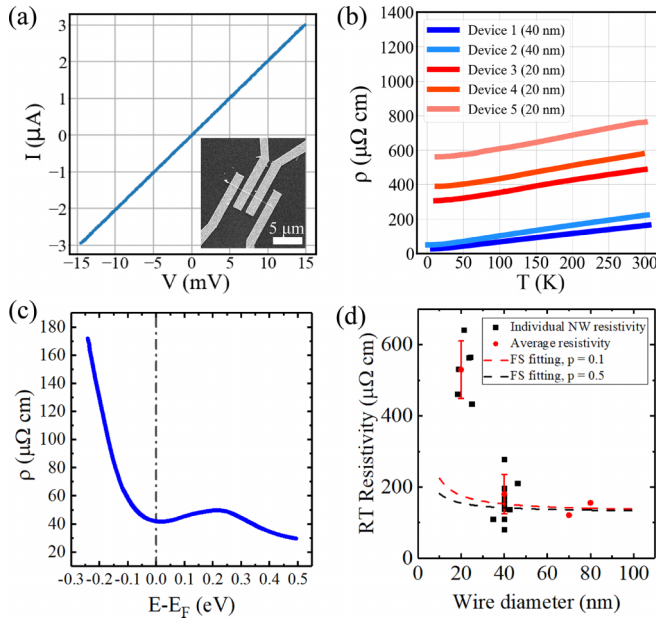 (a)
I (μA)
3
2
1
0
−1
−2
−3
−15
−10
−5
0
5
10
15
V (mV)
5 μm
(b)
ρ (μΩ cm)
1400
1200
1000
800
600
400
200
0
0
50
100
150
200
250
300
T (K)
Device 1 (40 nm)
Device 2 (40 nm)
Device 3 (20 nm)
Device 4 (20 nm)
Device 5 (20 nm)
(c)
ρ (μΩ cm)
180
160
140
120
100
80
60
40
20
-0.3
-0.2
-0.1
0.0
0.1
0.2
0.3
0.4
0.5
E-EF (eV)
(d)
RT Resistivity (μΩ cm)
600
400
200
0
0
20
40
60
80
100
Wire diameter (nm)
Individual NW resistivity
Average resistivity
FS fitting, p = 0.1
FS fitting, p = 0.5